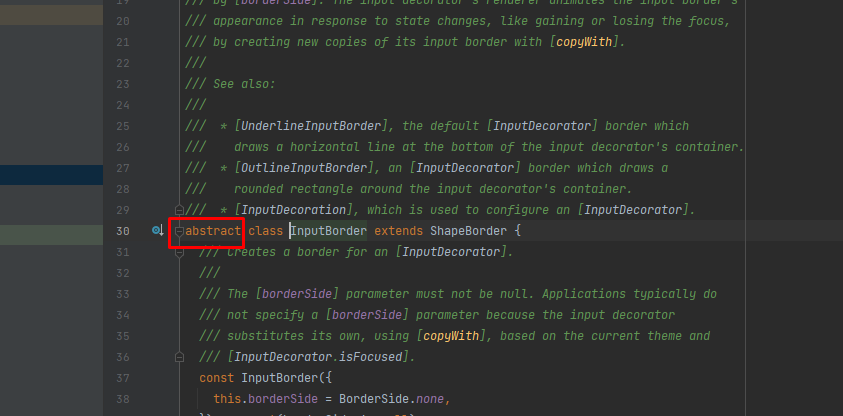 19 /// by [borderSide]. The input decorator's renderer animates the input border's
20 /// appearance in response to state changes, like gaining or losing the focus,
21 /// by creating new copies of its input border with [copyWith].
22 ///
23 /// See also:
24 ///
25 ///  * [UnderlineInputBorder], the default [InputDecorator] border which
26 ///    draws a horizontal line at the bottom of the input decorator's container.
27 ///  * [OutlineInputBorder], an [InputDecorator] border which draws a
28 ///    rounded rectangle around the input decorator's container.
29 ///  * [InputDecoration], which is used to configure an [InputDecorator].
30 abstract class InputBorder extends ShapeBorder {
31   /// Creates a border for an [InputDecorator].
32   ///
33   /// The [borderSide] parameter must not be null. Applications typically do
34   /// not specify a [borderSide] parameter because the input decorator
35   /// substitutes its own, using [copyWith], based on the current theme and
36   /// [InputDecorator.isFocused].
37   const InputBorder({
38     this.borderSide = BorderSide.none,